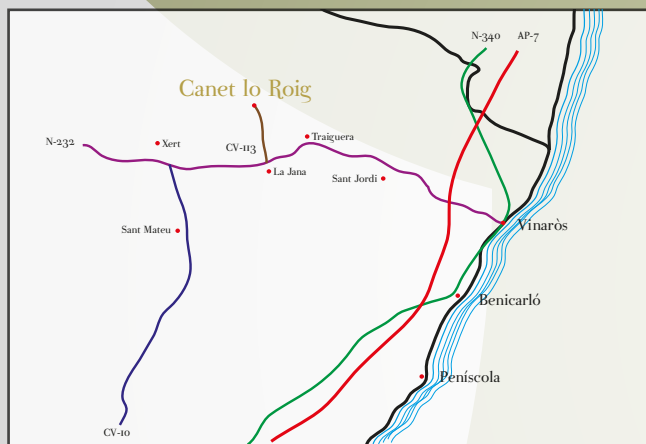 N-340
AP-7
Canet lo Roig
Traiguera
N-232
Xert
CV-113
La Jana
Sant Jordi
Vinaròs
Sant Mateu
Benicarló
Peníscola
CV-10